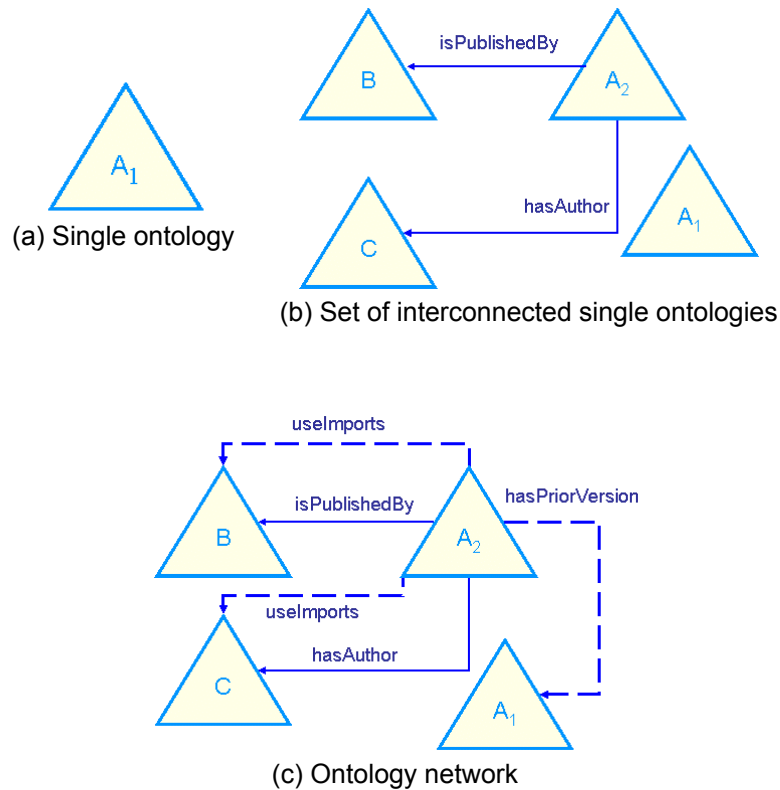 isPublishedBy
B
A₂
A₁
hasAuthor
C
A₁
(a) Single ontology
(b) Set of interconnected single ontologies
useImports
hasPriorVersion
isPublishedBy
B
A₂
useImports
hasAuthor
C
A₁
(c) Ontology network